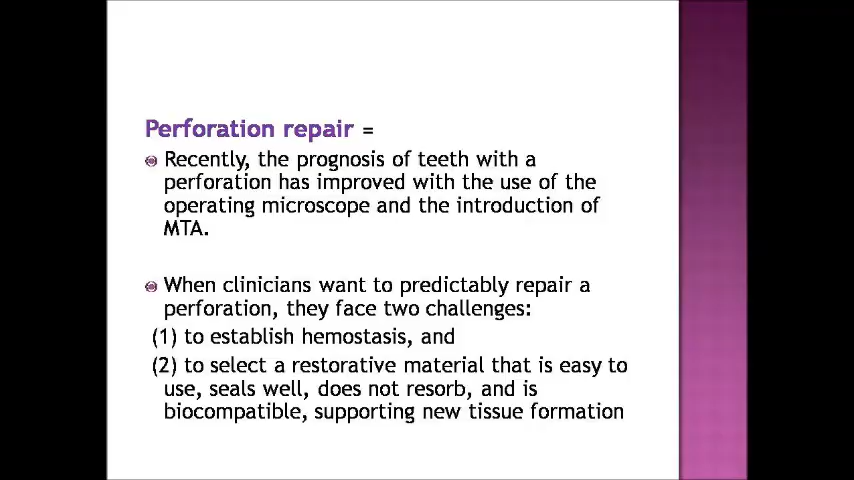 Perforation repair =
Recently, the prognosis of teeth with a
perforation has improved with the use of the
operating microscope and the introduction of
MTA.
When clinicians want to predictably repair a
perforation, they face two challenges:
(1) to establish hemostasis, and
(2) to select a restorative material that is easy to
use, seals well, does not resorb, and is
biocompatible, supporting new tissue formation